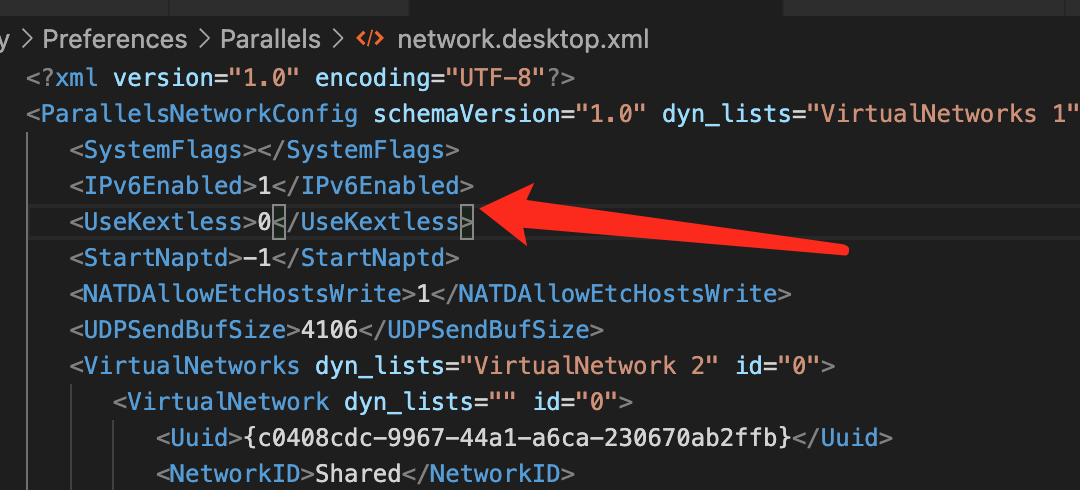 y > Preferences > Parallels > </> network.desktop.xml
<?xml version="1.0" encoding="UTF-8"?>
<ParallelsNetworkConfig schemaVersion="1.0" dyn_lists="VirtualNetworks 1"
<SystemFlags></SystemFlags>
<IPv6Enabled>1</IPv6Enabled>
<UseKextless>0</UseKextless>
<StartNaptd>-1</StartNaptd>
<NATDAllowEtcHostsWrite>1</NATDAllowEtcHostsWrite>
<UDPSendBufSize>4106</UDPSendBufSize>
<VirtualNetworks dyn_lists="VirtualNetwork 2" id="0">
<VirtualNetwork dyn_lists="" id="0">
<Uuid>{c0408cdc-9967-44a1-a6ca-230670ab2ffb}</Uuid>
<NetworkID>Shared</NetworkID>